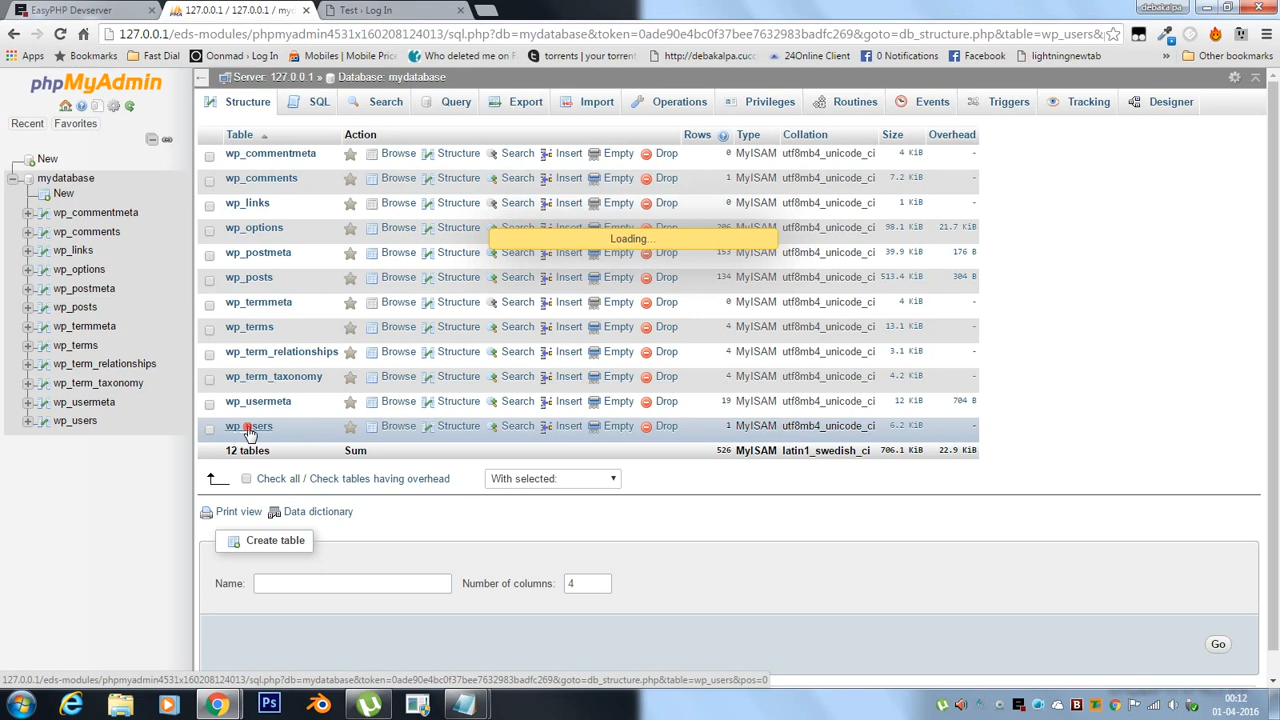 EasyPHP Devserver
127.0.0.1 / 127.0.0.1 / my
Test › Log In
debakalpa
127.0.0.1/eds-modules/phpmyadmin4531x160208124013/sql.php?db=mydatabase&token=0ade90c0df37bee7632983badfc269&goto=db_structure.php&table=wp_users&
Apps
Bookmarks
Fast Dial
Onmad › Log In
Mobiles | Mobile Price
Who deleted me on
torrents | your torrent
http://debakalpa.cucc
24Online Client
0 Notifications
Facebook
lightningnewtab
Other bookmarks
phpMyAdmin
Recent
Favorites
New
mydatabase
New
wp_commentmeta
wp_comments
wp_links
wp_options
wp_postmeta
wp_posts
wp_termmeta
wp_terms
wp_term_relationships
wp_term_taxonomy
wp_usermeta
wp_users
Server: 127.0.0.1 » Database: mydatabase
Structure SQL Search Query Export Import Operations Privileges Routines Events Triggers Tracking Designer
Table Action Rows Type Collation Size Overhead
wp_commentmeta Browse Structure Search Insert Empty Drop 0 MyISAM utf8mb4_unicode_ci 4 KiB -
wp_comments Browse Structure Search Insert Empty Drop 1 MyISAM utf8mb4_unicode_ci 7.2 KiB -
wp_links Browse Structure Search Insert Empty Drop 0 MyISAM utf8mb4_unicode_ci 1 KiB -
wp_options Browse Structure Search Insert Empty Drop 206 MyISAM utf8mb4_unicode_ci 98.1 KiB 21.7 KiB
Loading...
wp_postmeta Browse Structure Search Insert Empty Drop 153 MyISAM utf8mb4_unicode_ci 39.9 KiB 176 B
wp_posts Browse Structure Search Insert Empty Drop 134 MyISAM utf8mb4_unicode_ci 513.4 KiB 304 B
wp_termmeta Browse Structure Search Insert Empty Drop 0 MyISAM utf8mb4_unicode_ci 4 KiB -
wp_terms Browse Structure Search Insert Empty Drop 4 MyISAM utf8mb4_unicode_ci 13.1 KiB -
wp_term_relationships Browse Structure Search Insert Empty Drop 4 MyISAM utf8mb4_unicode_ci 3.1 KiB -
wp_term_taxonomy Browse Structure Search Insert Empty Drop 4 MyISAM utf8mb4_unicode_ci 4.2 KiB -
wp_usermeta Browse Structure Search Insert Empty Drop 19 MyISAM utf8mb4_unicode_ci 12 KiB 704 B
wp_users Browse Structure Search Insert Empty Drop 1 MyISAM utf8mb4_unicode_ci 6.2 KiB -
12 tables Sum 526 MyISAM latin1_swedish_ci 706.1 KiB 22.9 KiB
Check all / Check tables having overhead With selected:
Print view Data dictionary
Create table
Name: Number of columns: 4
Go
127.0.0.1/eds-modules/phpmyadmin4531x160208124013/sql.php?db=mydatabase&token=0ade90c0df37bee7632983badfc269&goto=db_structure.php&table=wp_users&pos=0
00:12
01-04-2016